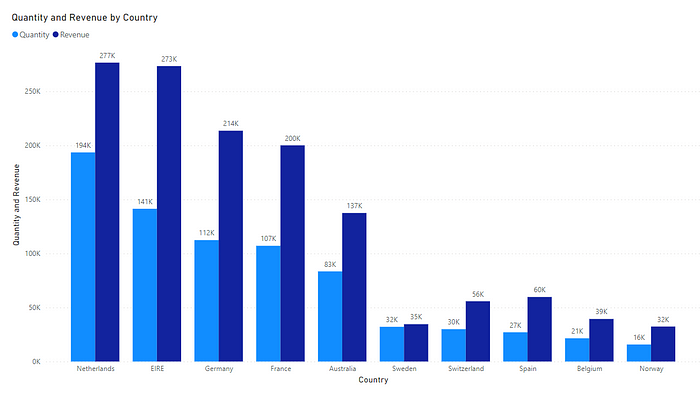 Quantity and Revenue by Country
Quantity Revenue
277K
273K
250K
214K
200K
200K
194K
150K
141K
137K
112K
107K
100K
83K
60K
56K
50K
39K
32K
35K
30K
27K
21K
32K
16K
0K
Quantity and Revenue
Netherlands EIRE Germany France Australia Sweden Switzerland Spain Belgium Norway
Country